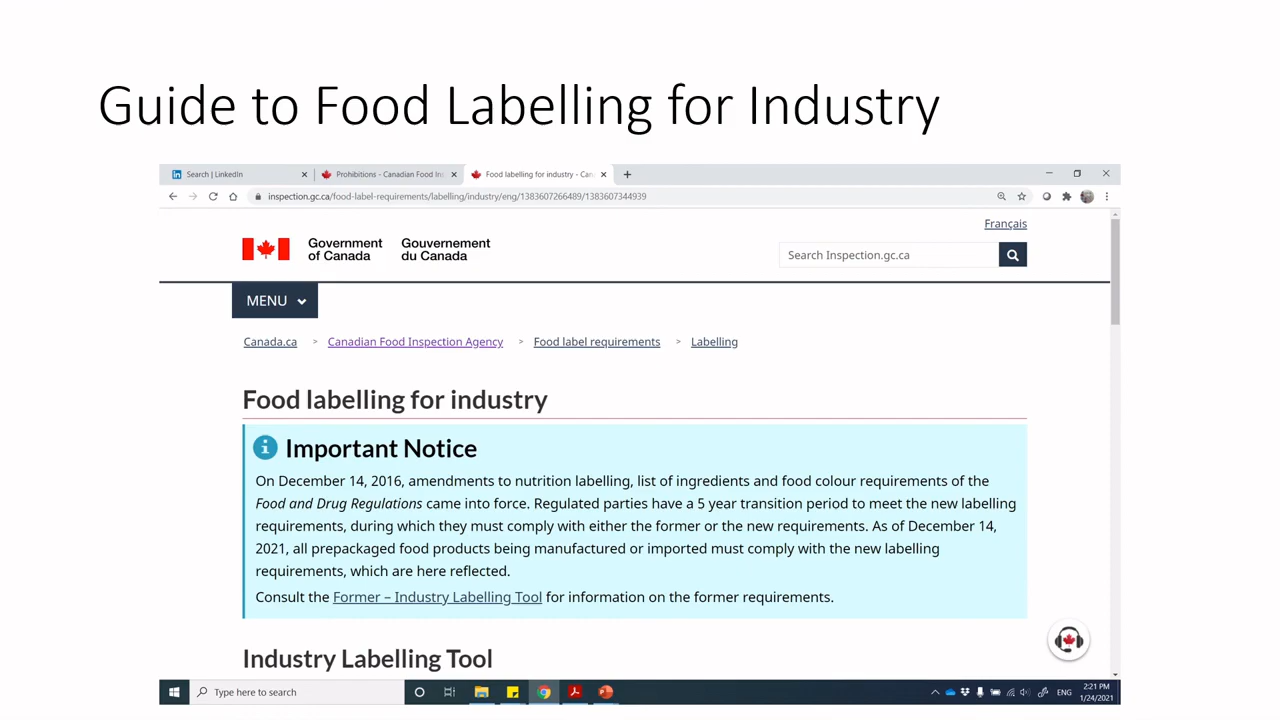 Guide to Food Labelling for Industry
Search | LinkedIn
Prohibitions - Canadian Food In
Food labelling for industry - Can
inspection.gc.ca/food-label-requirements/labelling/industry/eng/1383607266489/1383607344939
Français
Government of Canada
Gouvernement du Canada
Search Inspection.gc.ca
MENU
Canada.ca > Canadian Food Inspection Agency > Food label requirements > Labelling
Food labelling for industry
Important Notice
On December 14, 2016, amendments to nutrition labelling, list of ingredients and food colour requirements of the
Food and Drug Regulations came into force. Regulated parties have a 5 year transition period to meet the new labelling
requirements, during which they must comply with either the former or the new requirements. As of December 14,
2021, all prepackaged food products being manufactured or imported must comply with the new labelling
requirements, which are here reflected.
Consult the Former – Industry Labelling Tool for information on the former requirements.
Industry Labelling Tool
Type here to search
ENG
2:21 PM
1/24/2021